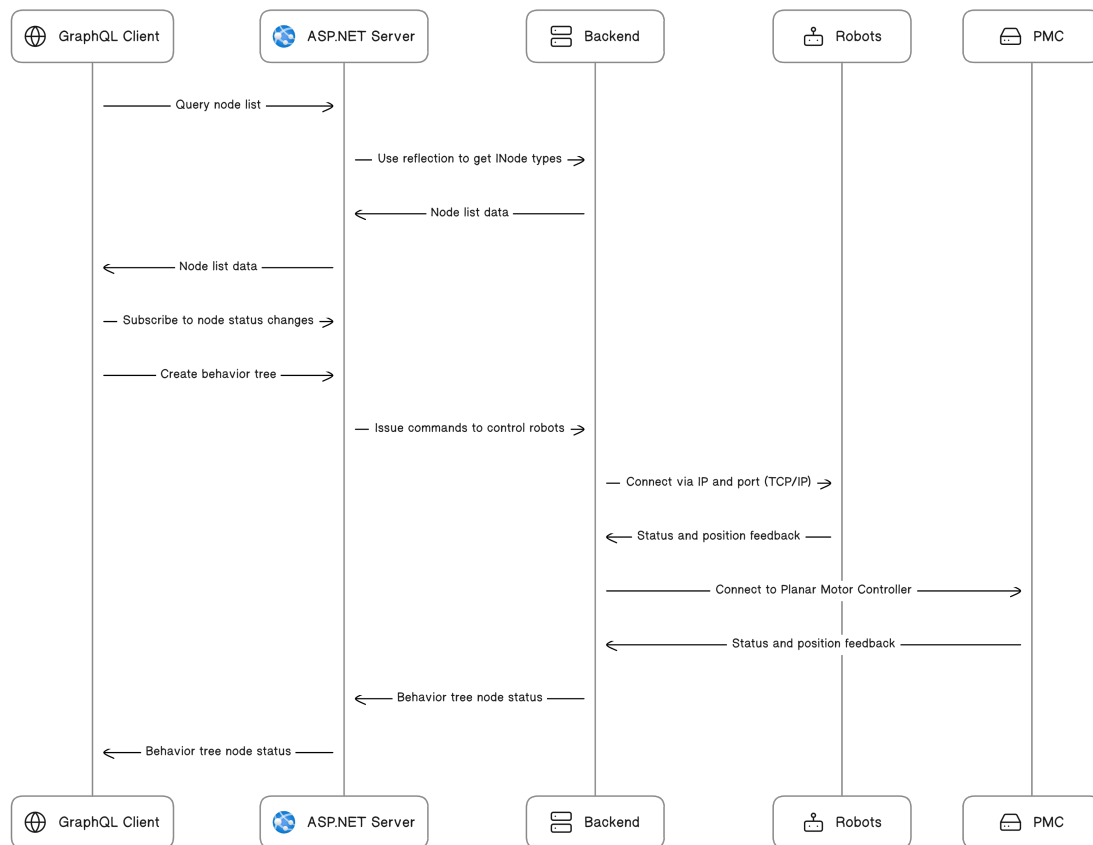 GraphQL Client
ASP.NET Server
Backend
Robots
PMC
Query node list
Use reflection to get INode types
Node list data
Node list data
Subscribe to node status changes
Create behavior tree
Issue commands to control robots
Connect via IP and port (TCP/IP)
Status and position feedback
Connect to Planar Motor Controller
Status and position feedback
Behavior tree node status
Behavior tree node status
GraphQL Client
ASP.NET Server
Backend
Robots
PMC